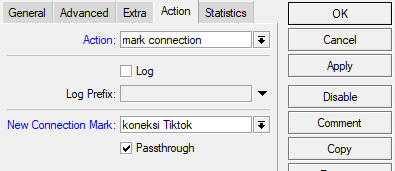 General Advanced Extra Action Statistics
OK
Action: mark connection
Cancel
Log
Apply
Log Prefix:
Disable
New Connection Mark: koneksi Tiktok
Comment
Passthrough
Copy